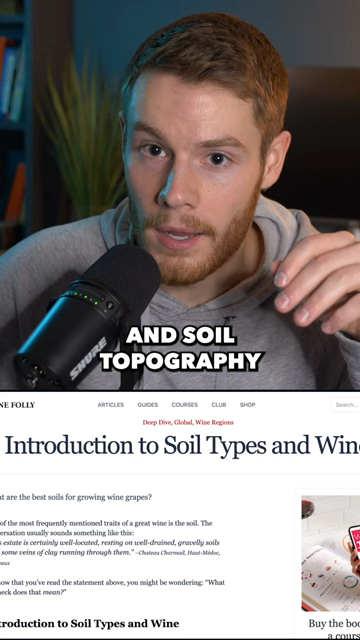 SHURE
AND SOIL
TOPOGRAPHY
NE FOLLY
ARTICLES GUIDES COURSES CLUB SHOP
Search...
Deep Dive, Global, Wine Regions
Introduction to Soil Types and Wine
at are the best soils for growing wine grapes?
of the most frequently mentioned traits of a great wine is the soil. The
ersation usually sounds something like this:
s estate is certainly well-located, resting on well-drained, gravelly soils
some veins of clay running through them.” –Chateau Charmail, Haut-Médoc,
eaux
now that you’ve read the statement above, you might be wondering: “What
heck does that mean?”
troduction to Soil Types and Wine
Buy the boo
a cours